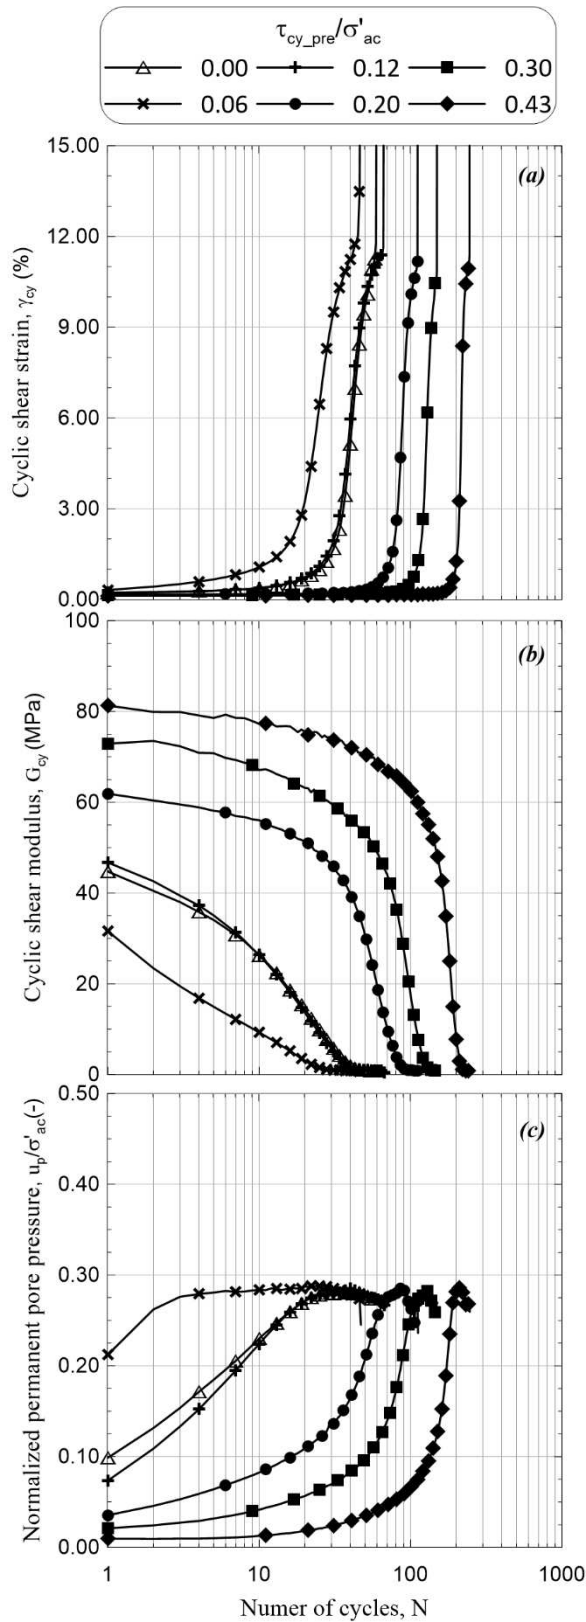 τcy_pre/σ'ac
0.00 0.12 0.30
0.06 0.20 0.43
15.00
(a)
12.00
9.00
6.00
3.00
0.00
Cyclic shear strain, γcy (%)
100
(b)
80
60
40
20
0
Cyclic shear modulus, Gcy (MPa)
0.50
(c)
0.40
0.30
0.20
0.10
0.00
Normalized permanent pore pressure, up/σ'ac(-)
1 10 100 1000
Numer of cycles, N